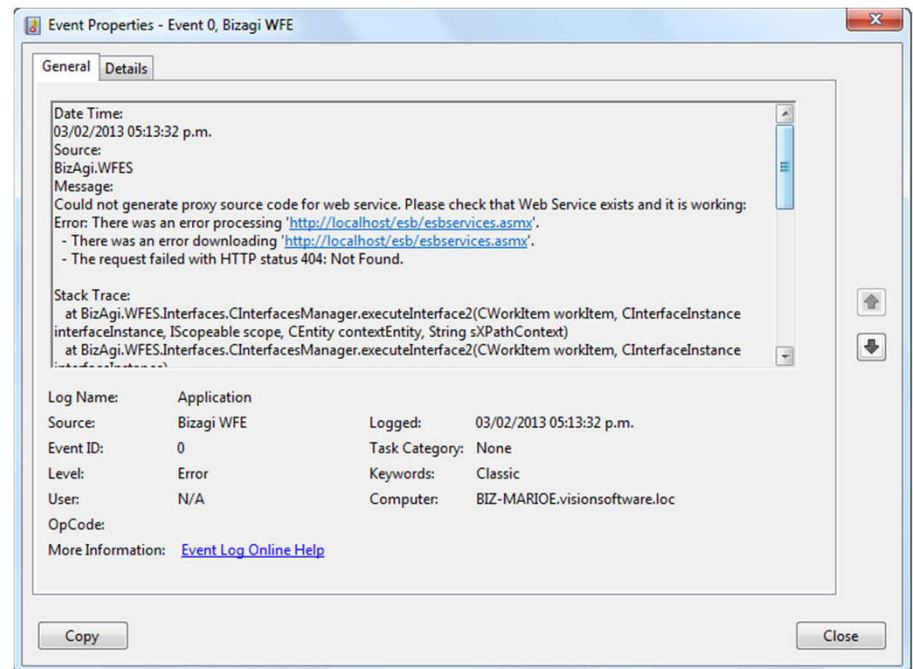 Event Properties - Event 0, Bizagi WFE
General Details
Date Time:
03/02/2013 05:13:32 p.m.
Source:
BizAgi.WFES
Message:
Could not generate proxy source code for web service. Please check that Web Service exists and it is working:
Error: There was an error processing 'http://localhost/esb/esbservices.asmx'.
- There was an error downloading 'http://localhost/esb/esbservices.asmx'.
- The request failed with HTTP status 404: Not Found.
Stack Trace:
at BizAgi.WFES.Interfaces.CInterfacesManager.executeInterface2(CWorkItem workItem, CInterfaceInstance
interfaceInstance, IScopeable scope, CEntity contextEntity, String sXPathContext)
at BizAgi.WFES.Interfaces.CInterfacesManager.executeInterface2(CWorkItem workItem, CInterfaceInstance
Log Name: Application
Source: Bizagi WFE Logged: 03/02/2013 05:13:32 p.m.
Event ID: 0 Task Category: None
Level: Error Keywords: Classic
User: N/A Computer: BIZ-MARIOE.visionsoftware.loc
OpCode:
More Information: Event Log Online Help
Copy Close